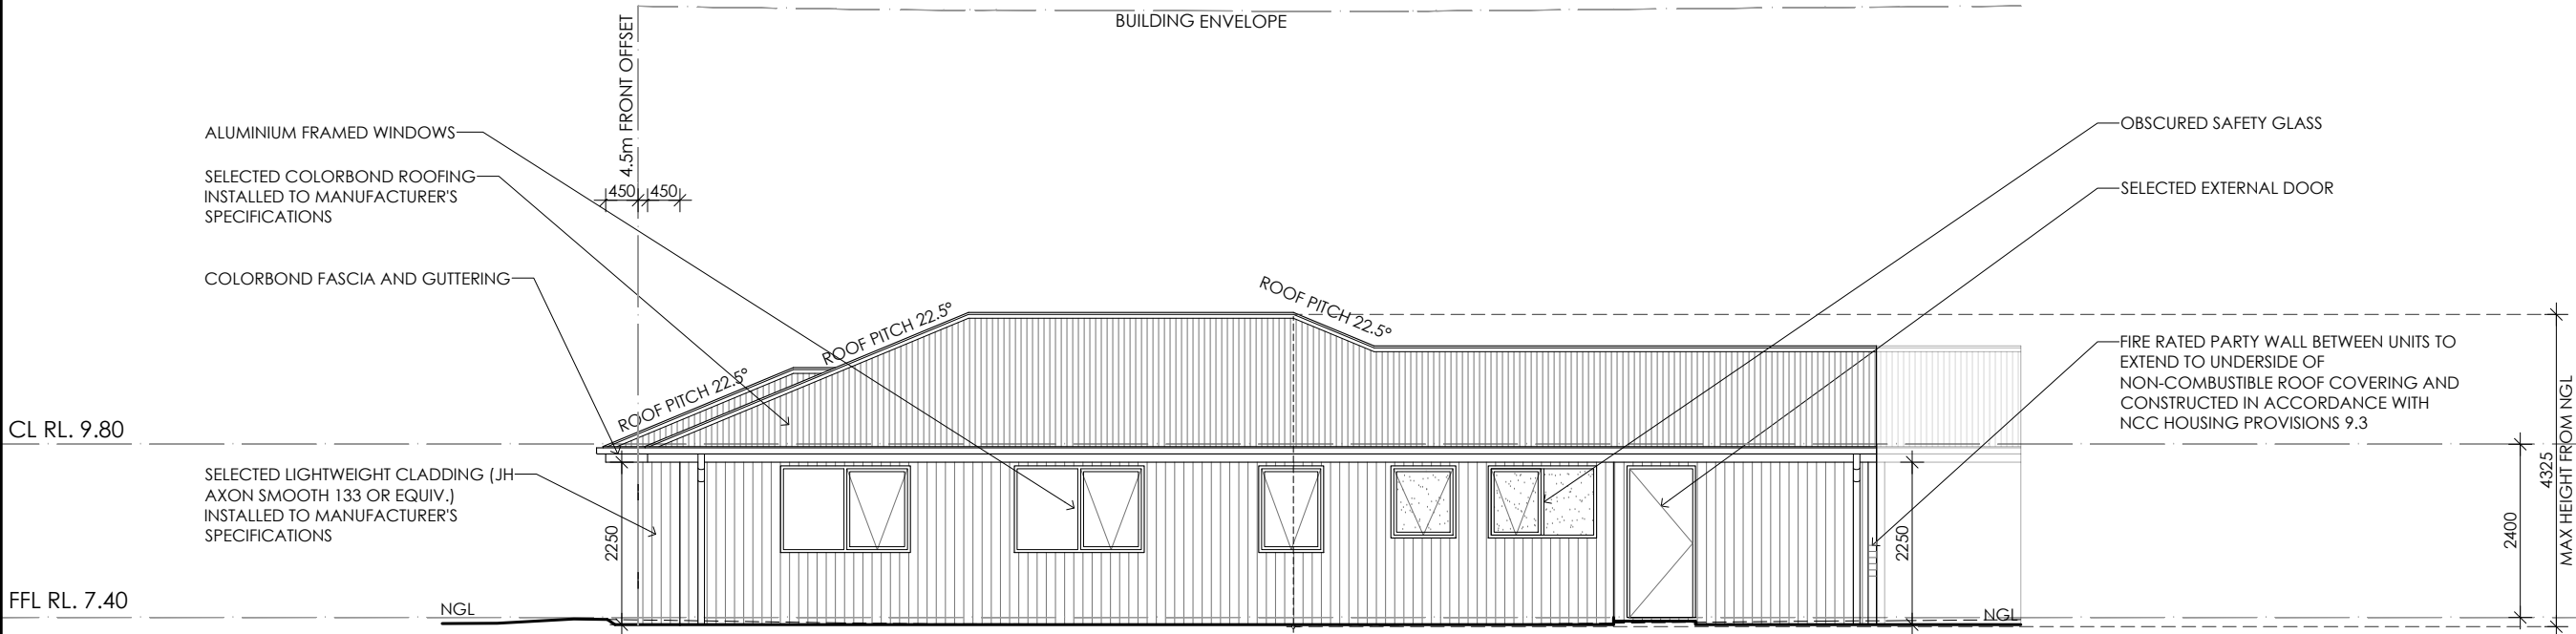 BUILDING ENVELOPE
4.5m FRONT OFFSET
ALUMINIUM FRAMED WINDOWS
SELECTED COLORBOND ROOFING
INSTALLED TO MANUFACTURER'S
SPECIFICATIONS
450
450
COLORBOND FASCIA AND GUTTERING
OBSCURED SAFETY GLASS
SELECTED EXTERNAL DOOR
ROOF PITCH 22.5°
ROOF PITCH 22.5°
ROOF PITCH 22.5°
FIRE RATED PARTY WALL BETWEEN UNITS TO
EXTEND TO UNDERSIDE OF
NON-COMBUSTIBLE ROOF COVERING AND
CONSTRUCTED IN ACCORDANCE WITH
NCC HOUSING PROVISIONS 9.3
CL RL. 9.80
SELECTED LIGHTWEIGHT CLADDING (JH
AXON SMOOTH 133 OR EQUIV.)
INSTALLED TO MANUFACTURER'S
SPECIFICATIONS
2250
2250
2400
4325
MAX HEIGHT FROM NGL
FFL RL. 7.40
NGL
NGL